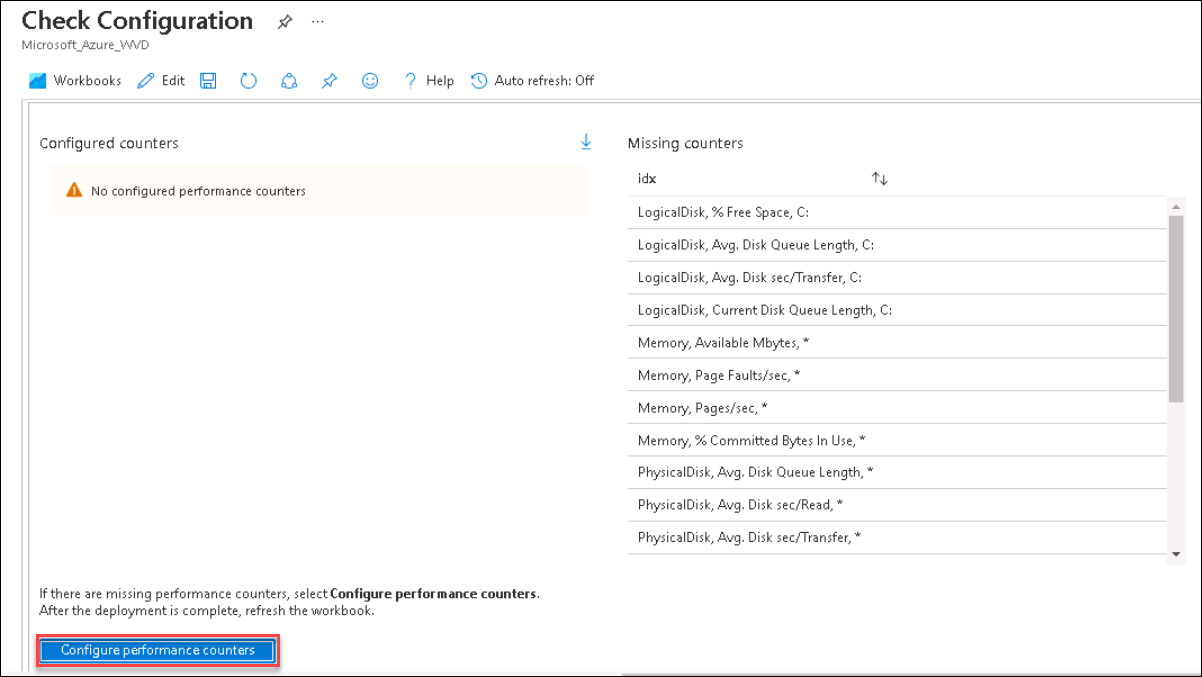 Check Configuration
Microsoft_Azure_WVD
Workbooks Edit ? Help Auto refresh: Off
Configured counters
No configured performance counters
Missing counters
idx
LogicalDisk, % Free Space, C:
LogicalDisk, Avg. Disk Queue Length, C:
LogicalDisk, Avg. Disk sec/Transfer, C:
LogicalDisk, Current Disk Queue Length, C:
Memory, Available Mbytes, *
Memory, Page Faults/sec, *
Memory, Pages/sec, *
Memory, % Committed Bytes In Use, *
PhysicalDisk, Avg. Disk Queue Length, *
PhysicalDisk, Avg. Disk sec/Read, *
PhysicalDisk, Avg. Disk sec/Transfer, *
If there are missing performance counters, select Configure performance counters.
After the deployment is complete, refresh the workbook.
Configure performance counters